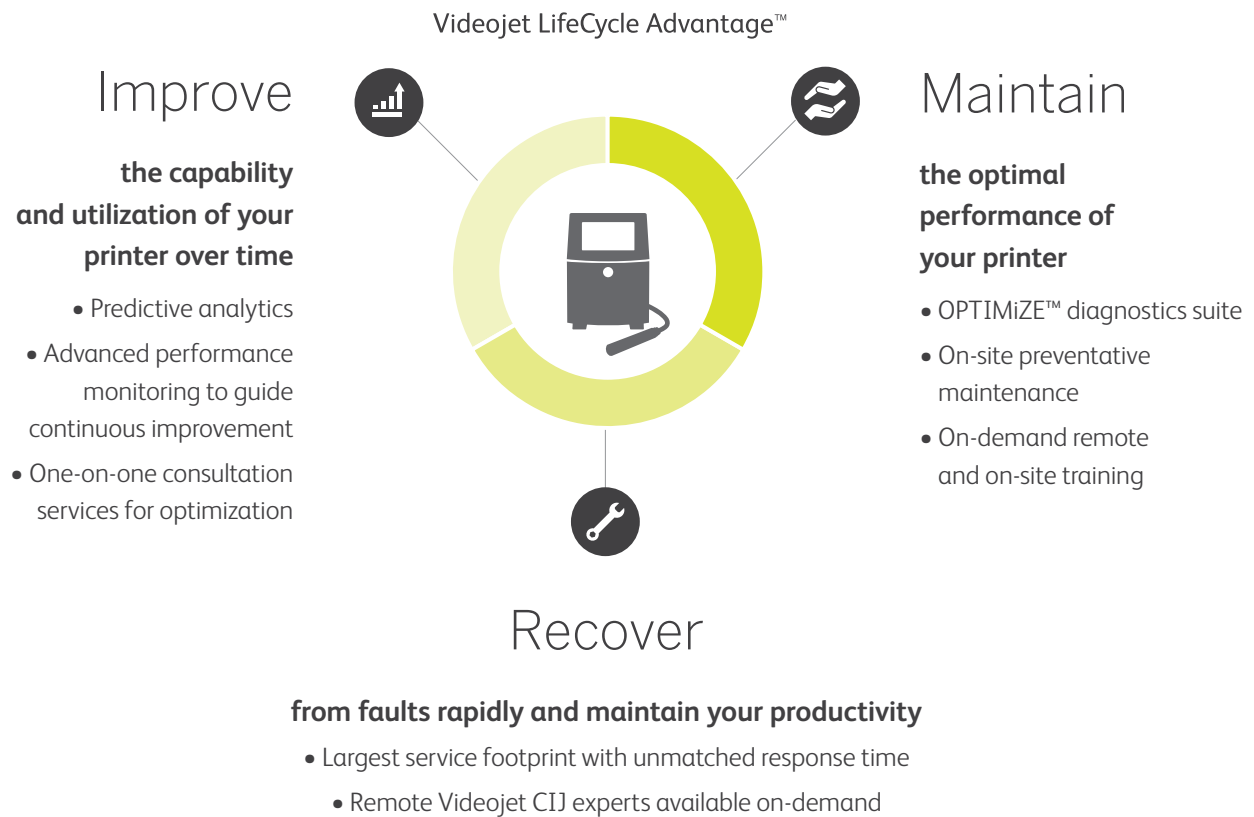 Videojet LifeCycle Advantage™
Improve
the capability
and utilization of your
printer over time
• Predictive analytics
• Advanced performance
monitoring to guide
continuous improvement
• One-on-one consultation
services for optimization
Maintain
the optimal
performance of
your printer
• OPTIMiZE™ diagnostics suite
• On-site preventative
maintenance
• On-demand remote
and on-site training
Recover
from faults rapidly and maintain your productivity
• Largest service footprint with unmatched response time
• Remote Videojet CIJ experts available on-demand